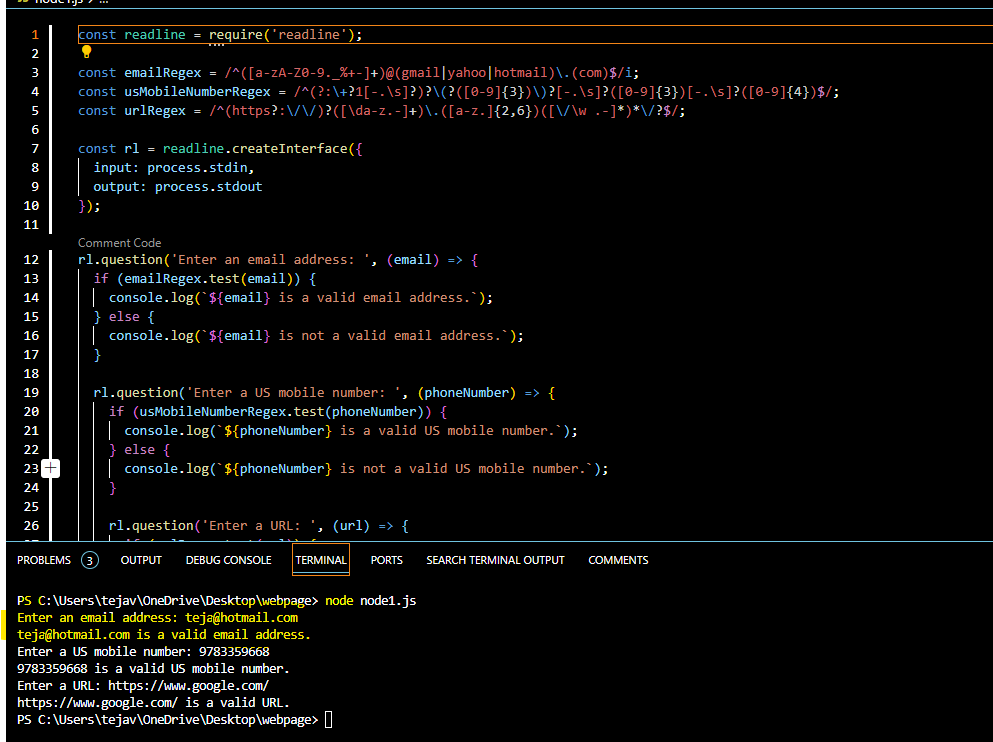 JS node1.js > ...
1 const readline = require('readline');
2
3 const emailRegex = /^([a-zA-Z0-9._%+-]+)@(gmail|yahoo|hotmail)\.(com)$/i;
4 const usMobileNumberRegex = /^(?:\+?1[-.\s]?)?\(?([0-9]{3})\)?[-.\s]?([0-9]{3})[-.\s]?([0-9]{4})$/;
5 const urlRegex = /^(https?:\/\/)?([\da-z.-]+)\.([a-z.]{2,6})([\/\w .-]*)*\/?$/;
6
7 const rl = readline.createInterface({
8 input: process.stdin,
9 output: process.stdout
10 });
11
Comment Code
12 rl.question('Enter an email address: ', (email) => {
13 if (emailRegex.test(email)) {
14 console.log(`${email} is a valid email address.`);
15 } else {
16 console.log(`${email} is not a valid email address.`);
17 }
18
19 rl.question('Enter a US mobile number: ', (phoneNumber) => {
20 if (usMobileNumberRegex.test(phoneNumber)) {
21 console.log(`${phoneNumber} is a valid US mobile number.`);
22 } else {
23 console.log(`${phoneNumber} is not a valid US mobile number.`);
24 }
25
26 rl.question('Enter a URL: ', (url) => {
PROBLEMS 3 OUTPUT DEBUG CONSOLE TERMINAL PORTS SEARCH TERMINAL OUTPUT COMMENTS
PS C:\Users\tejav\OneDrive\Desktop\webpage> node node1.js
Enter an email address: teja@hotmail.com
teja@hotmail.com is a valid email address.
Enter a US mobile number: 9783359668
9783359668 is a valid US mobile number.
Enter a URL: https://www.google.com/
https://www.google.com/ is a valid URL.
PS C:\Users\tejav\OneDrive\Desktop\webpage>